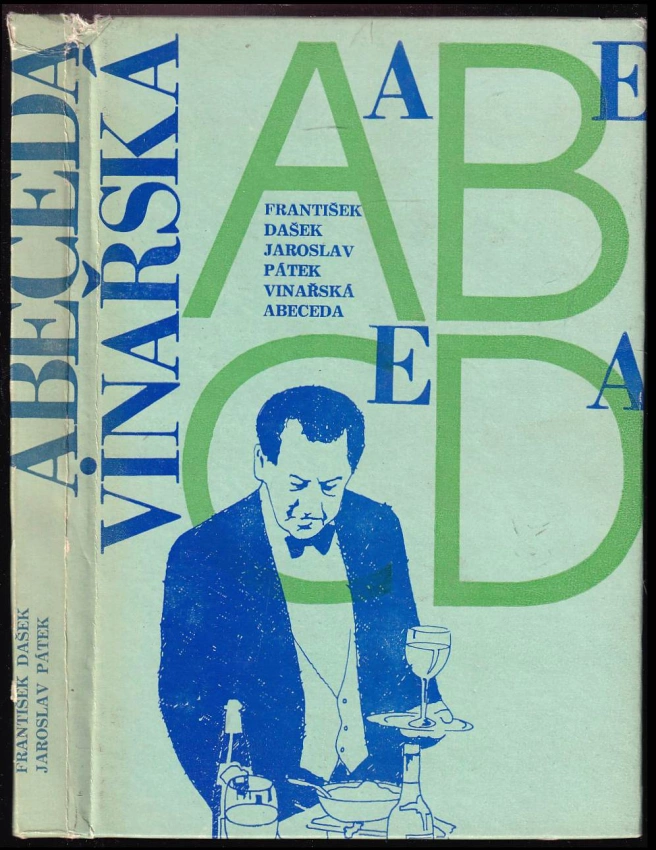 ABECEDA
VINAŘSKÁ
FRANTIŠEK DAŠEK
JAROSLAV PÁTEK
A B
A E
FRANTIŠEK
DAŠEK
JAROSLAV
PÁTEK
VINAŘSKÁ
ABECEDA
E A
C D